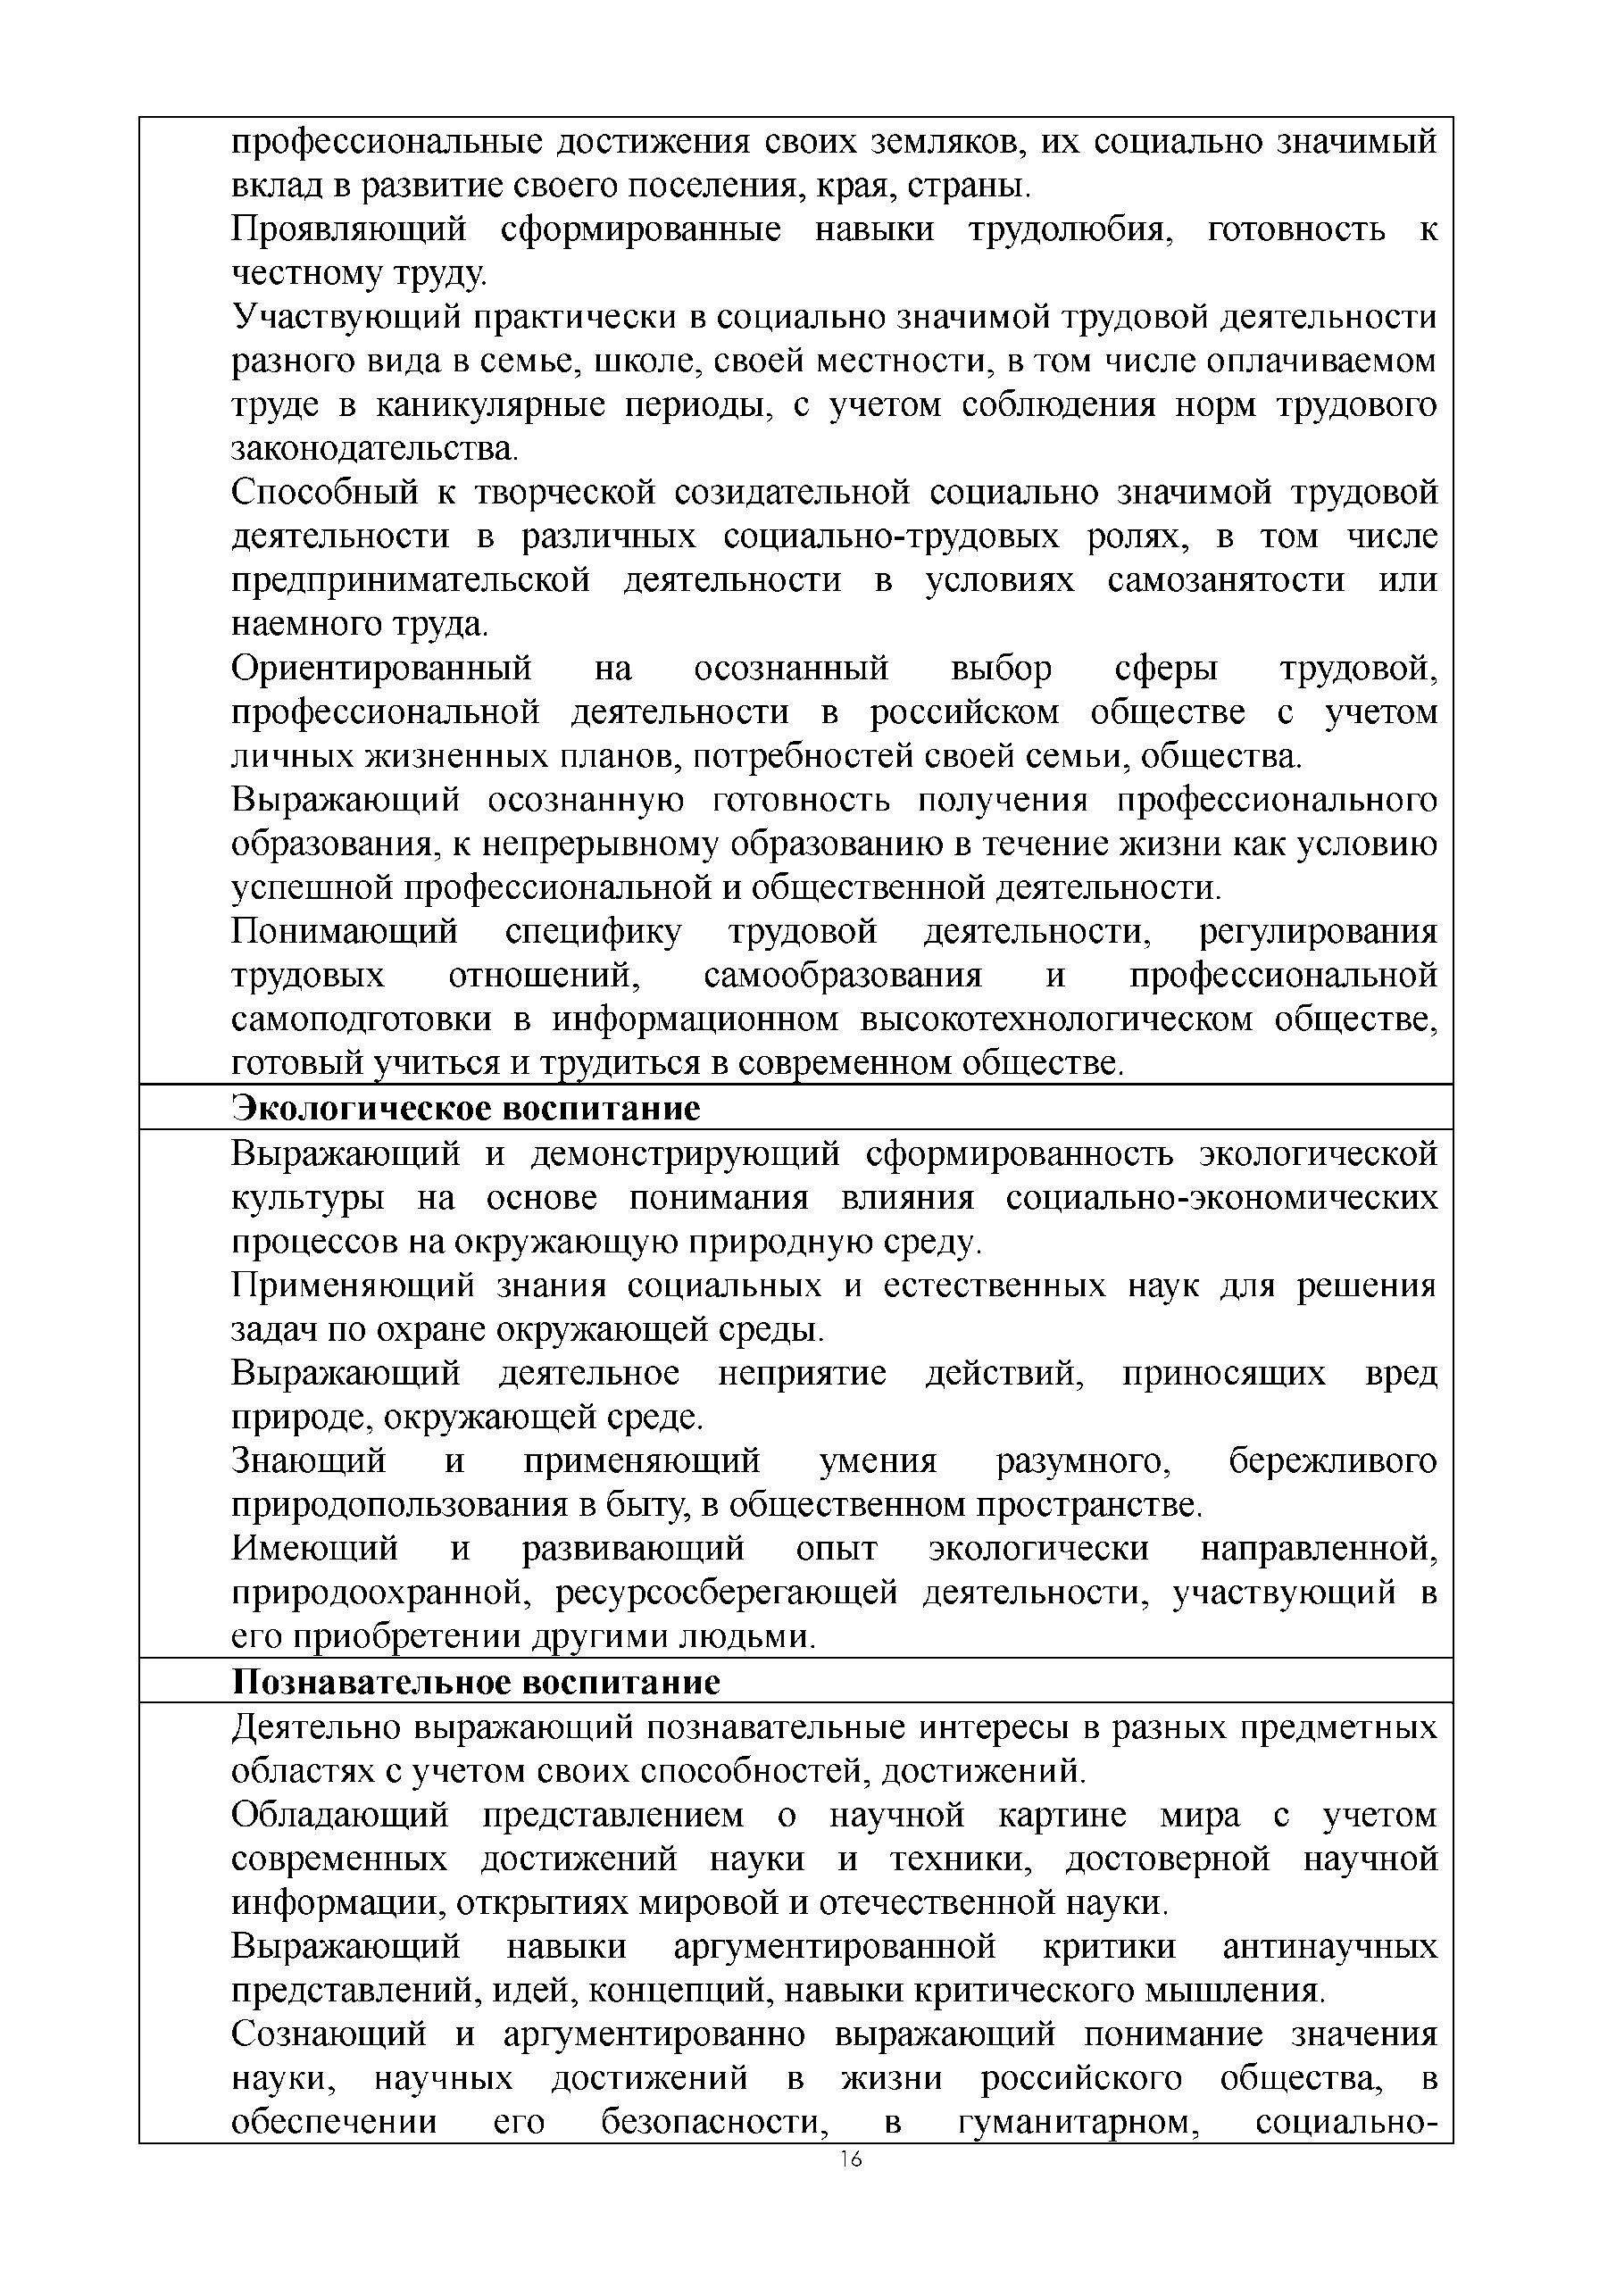 профессиональные достижения своих земляков, их социально значимый
вклад в развитие своего поселения, края, страны.
Проявляющий сформированные навыки трудолюбия, готовность к
честному труду.
Участвующий практически в социально значимой трудовой деятельности
разного вида в семье, школе, своей местности, в том числе оплачиваемом
труде в каникулярные периоды, с учетом соблюдения норм трудового
законодательства.
Способный к творческой созидательной социально значимой трудовой
деятельности в различных социально-трудовых ролях, в том числе
предпринимательской деятельности в условиях самозанятости или
наемного труда.
Ориентированный на осознанный выбор сферы трудовой,
профессиональной деятельности в российском обществе с учетом
личных жизненных планов, потребностей своей семьи, общества.
Выражающий осознанную готовность получения профессионального
образования, к непрерывному образованию в течение жизни как условию
успешной профессиональной и общественной деятельности.
Понимающий специфику трудовой деятельности, регулирования
трудовых отношений, самообразования и профессиональной
самоподготовки в информационном высокотехнологическом обществе,
готовый учиться и трудиться в современном обществе.
Экологическое воспитание
Выражающий и демонстрирующий сформированность экологической
культуры на основе понимания влияния социально-экономических
процессов на окружающую природную среду.
Применяющий знания социальных и естественных наук для решения
задач по охране окружающей среды.
Выражающий деятельное неприятие действий, приносящих вред
природе, окружающей среде.
Знающий и применяющий умения разумного, бережливого
природопользования в быту, в общественном пространстве.
Имеющий и развивающий опыт экологически направленной,
природоохранной, ресурсосберегающей деятельности, участвующий в
его приобретении другими людьми.
Познавательное воспитание
Деятельно выражающий познавательные интересы в разных предметных
областях с учетом своих способностей, достижений.
Обладающий представлением о научной картине мира с учетом
современных достижений науки и техники, достоверной научной
информации, открытиях мировой и отечественной науки.
Выражающий навыки аргументированной критики антинаучных
представлений, идей, концепций, навыки критического мышления.
Сознающий и аргументированно выражающий понимание значения
науки, научных достижений в жизни российского общества, в
обеспечении его безопасности, в гуманитарном, социально-
16